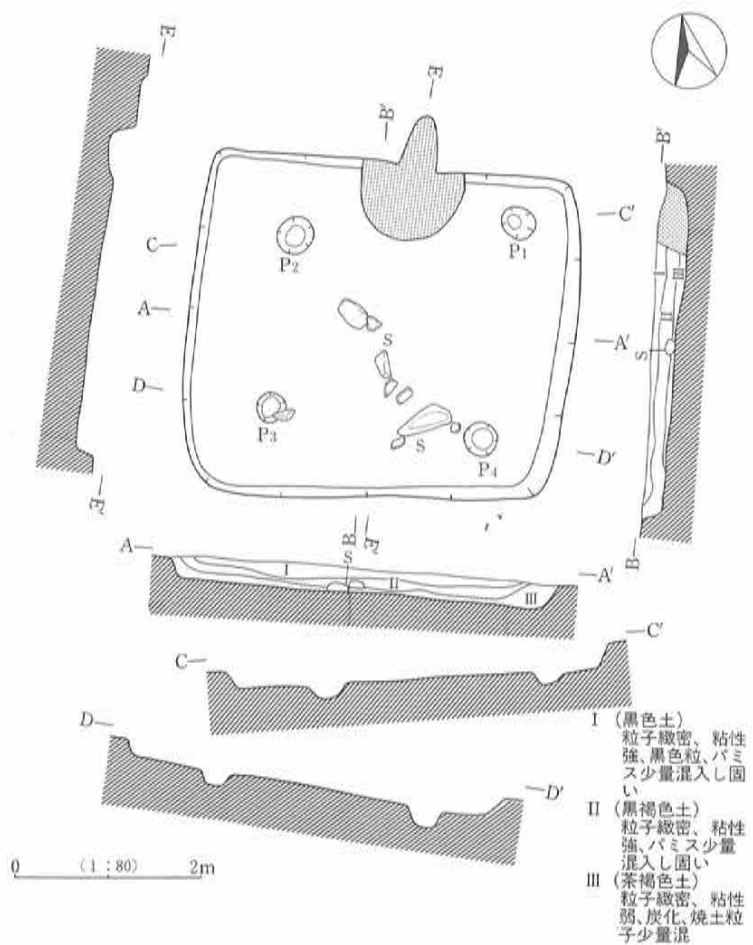 E
E
B'
B'
C
C'
P2
P1
A
A'
S
D
P3
S
P4
D'
I
III
II
S
E'
B
E'
B
S
A
A'
I
II
III
C
C'
D
D'
I (黒色土)
粒子緻密、粘性
強、黒色粒、パミ
ス少量混入し固
い
II (黒褐色土)
粒子緻密、粘性
強、パミス少量
混入し固い
III (茶褐色土)
粒子緻密、粘性
弱、炭化、焼土粒
子少量混
0 (1:80) 2m